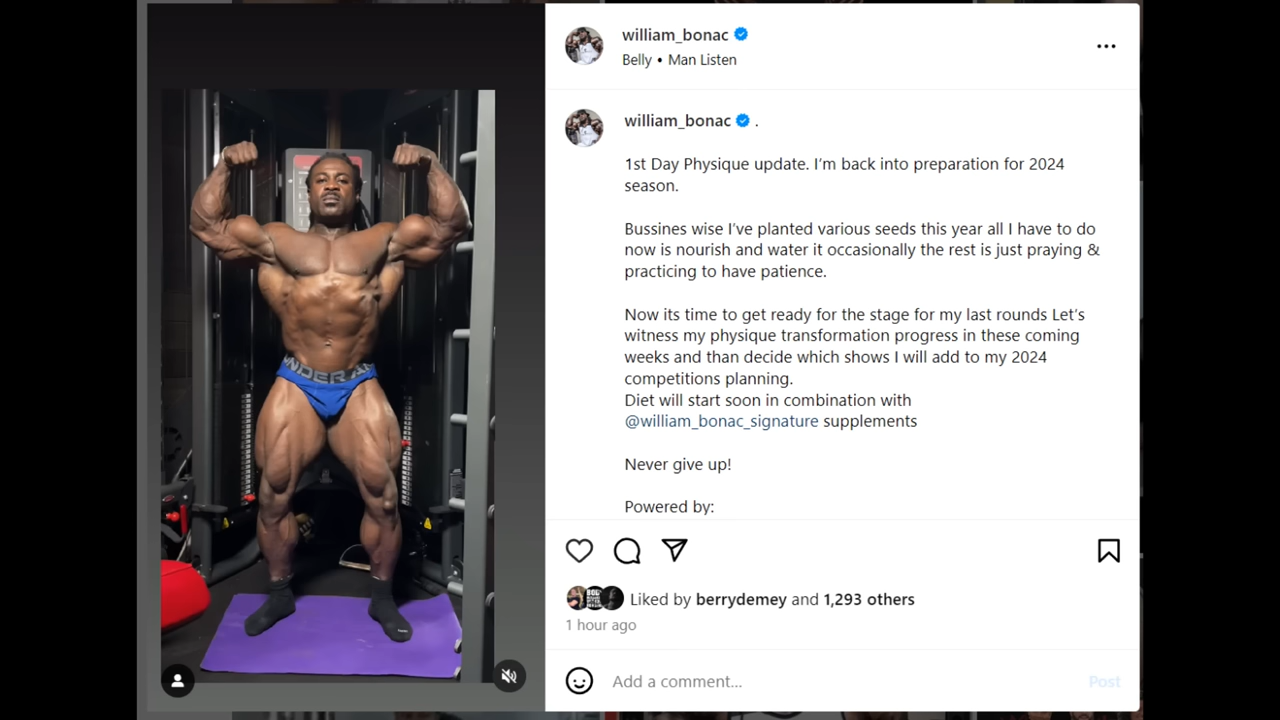 william_bonac
Belly • Man Listen
william_bonac .
1st Day Physique update. I’m back into preparation for 2024
season.
Bussines wise I’ve planted various seeds this year all I have to do
now is nourish and water it occasionally the rest is just praying &
practicing to have patience.
Now its time to get ready for the stage for my last rounds Let’s
witness my physique transformation progress in these coming
weeks and than decide which shows I will add to my 2024
competitions planning.
Diet will start soon in combination with
@william_bonac_signature supplements
Never give up!
Powered by:
Liked by berrydemey and 1,293 others
1 hour ago
Add a comment...
Post